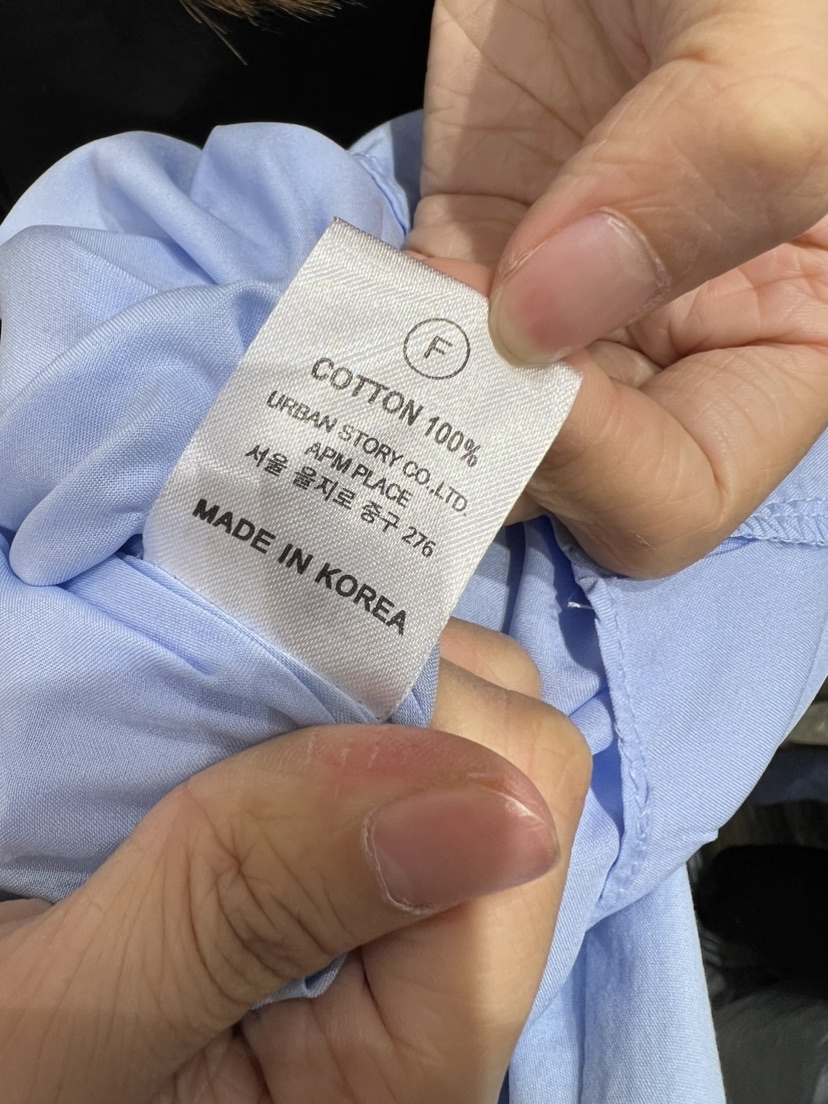 F
COTTON 100%
URBAN STORY CO.,LTD.
APM PLACE
서울 을지로 중구 276
MADE IN KOREA